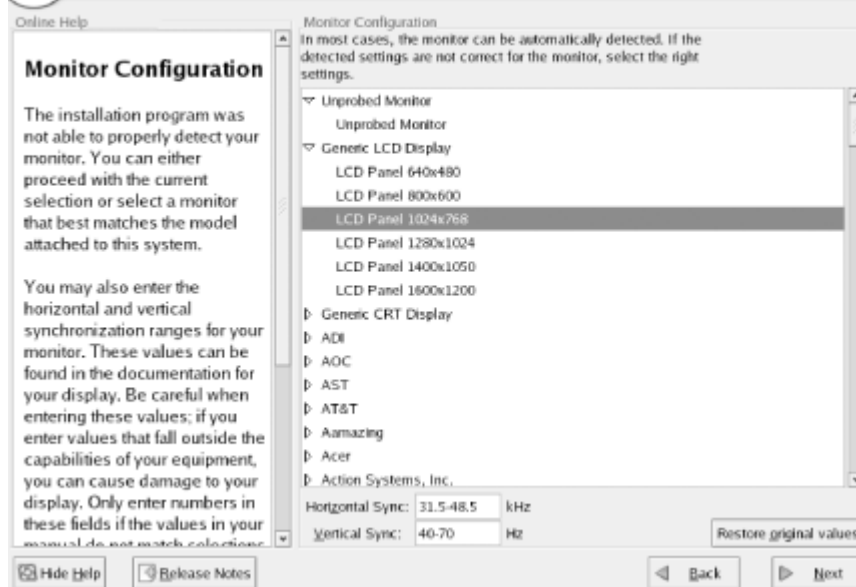 Online Help
Monitor Configuration
The installation program was
not able to properly detect your
monitor. You can either
proceed with the current
selection or select a monitor
that best matches the model
attached to this system.
You may also enter the
horizontal and vertical
synchronization ranges for your
monitor. These values can be
found in the documentation for
your display. Be careful when
entering these values; if you
enter values that fall outside the
capabilities of your equipment,
you can cause damage to your
display. Only enter numbers in
these fields if the values in your
manual do not match selections
Monitor Configuration
In most cases, the monitor can be automatically detected. If the
detected settings are not correct for the monitor, select the right
settings.
Unprobed Monitor
Unprobed Monitor
Generic LCD Display
LCD Panel 640x480
LCD Panel 800x600
LCD Panel 1024x768
LCD Panel 1280x1024
LCD Panel 1400x1050
LCD Panel 1600x1200
Generic CRT Display
ADI
AOC
AST
AT&T
Aamazing
Acer
Action Systems, Inc.
Horizontal Sync: 31.5-48.5 kHz
Vertical Sync: 40-70 Hz
Restore original values
Hide Help
Release Notes
Back
Next